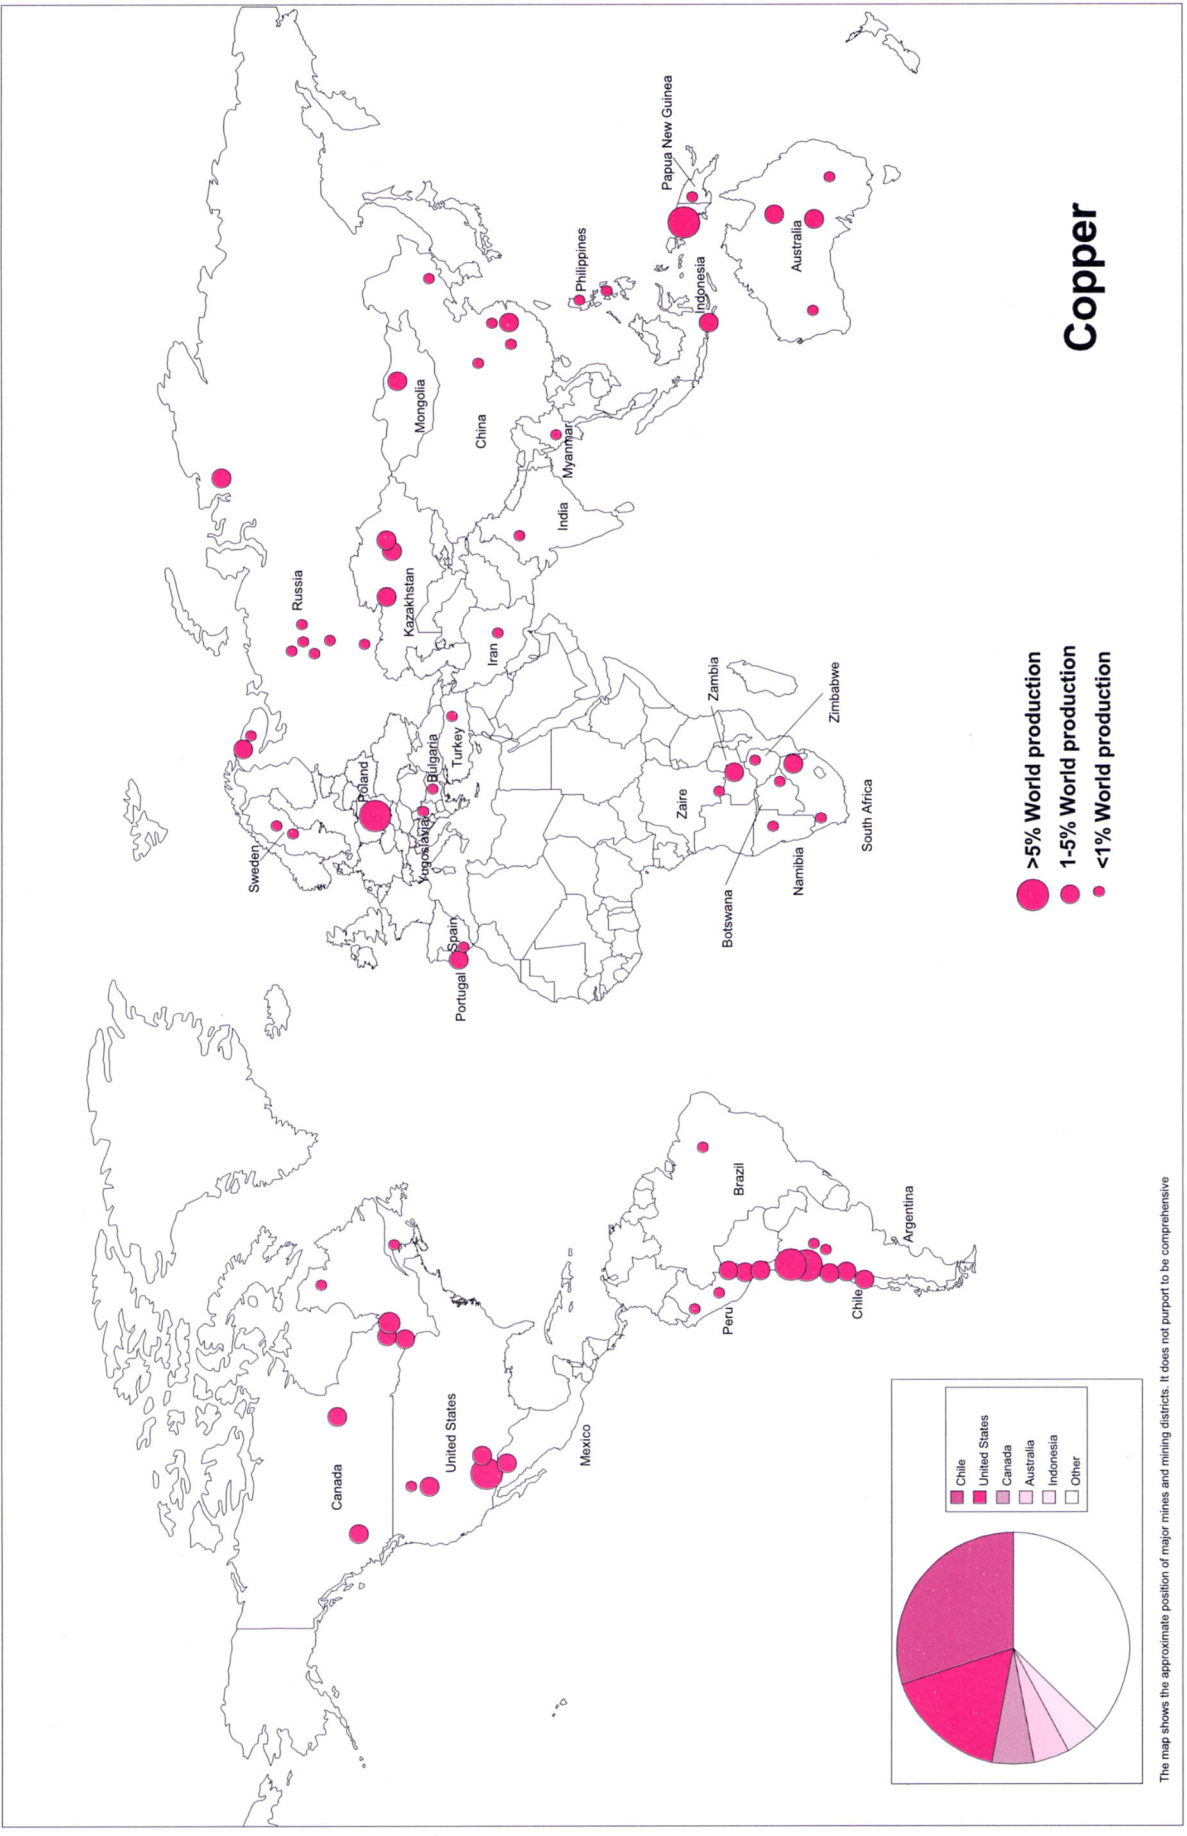 Copper
Canada
United States
Mexico
Peru
Brazil
Chile
Argentina
Sweden
Russia
Poland
Yugoslavia
Bulgaria
Turkey
Spain
Portugal
Kazakhstan
Iran
Mongolia
China
India
Myanmar
Philippines
Papua New Guinea
Indonesia
Australia
Zaire
Zambia
Zimbabwe
Botswana
Namibia
South Africa
>5% World production
1-5% World production
<1% World production
Chile
United States
Canada
Australia
Indonesia
Other
The map shows the approximate position of major mines and mining districts. It does not purport to be comprehensive